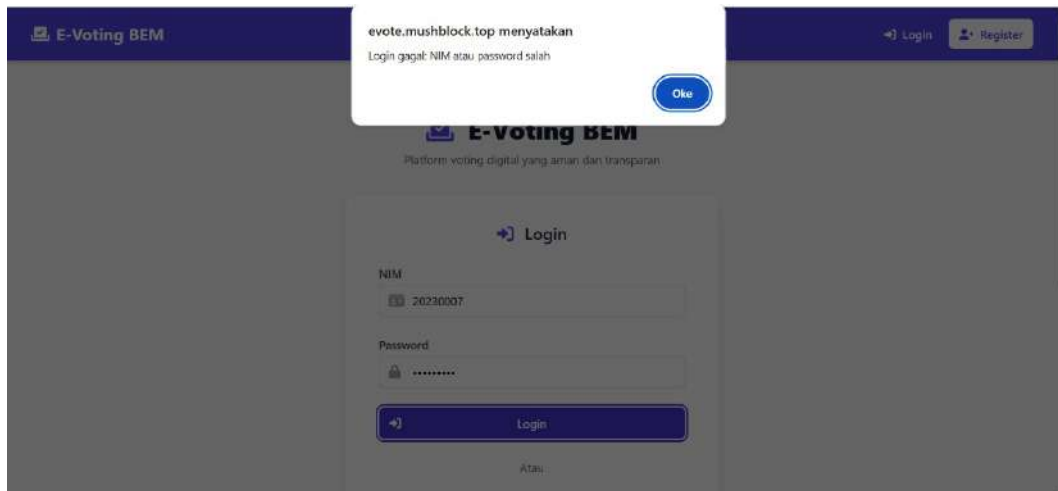 E-Voting BEM
Login
Register
evote.mushblock.top menyatakan
Login gagal: NIM atau password salah
Oke
E-Voting BEM
Platform voting digital yang aman dan transparan
Login
NIM
20230007
Password
•••••••••
Login
Atau